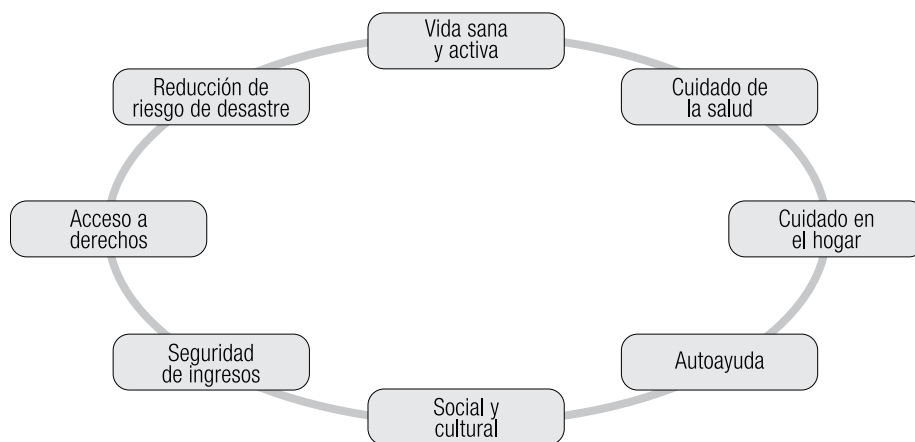 Vida sana
y activa
Cuidado de
la salud
Cuidado en
el hogar
Autoayuda
Social y
cultural
Seguridad
de ingresos
Acceso a
derechos
Reducción de
riesgo de desastre